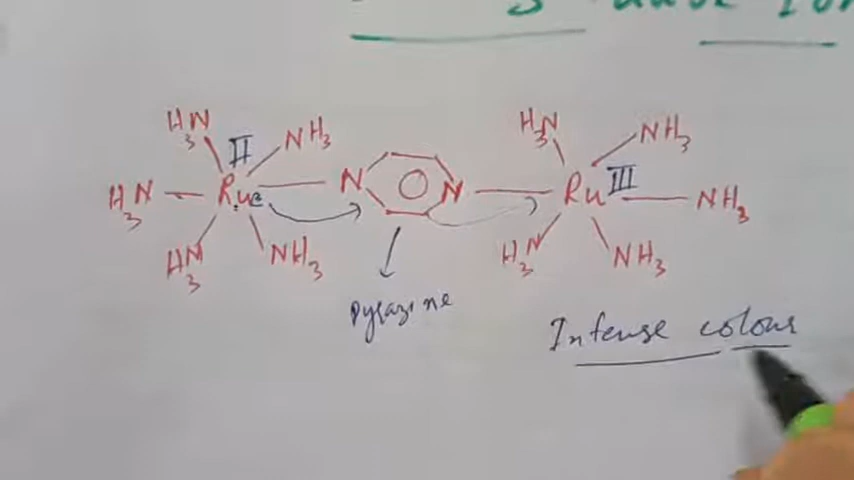 H3N II NH3 H3N NH3
H3N Ru e N N Ru III NH3
H3N NH3 H3N NH3
Pyrazine
Intense colour